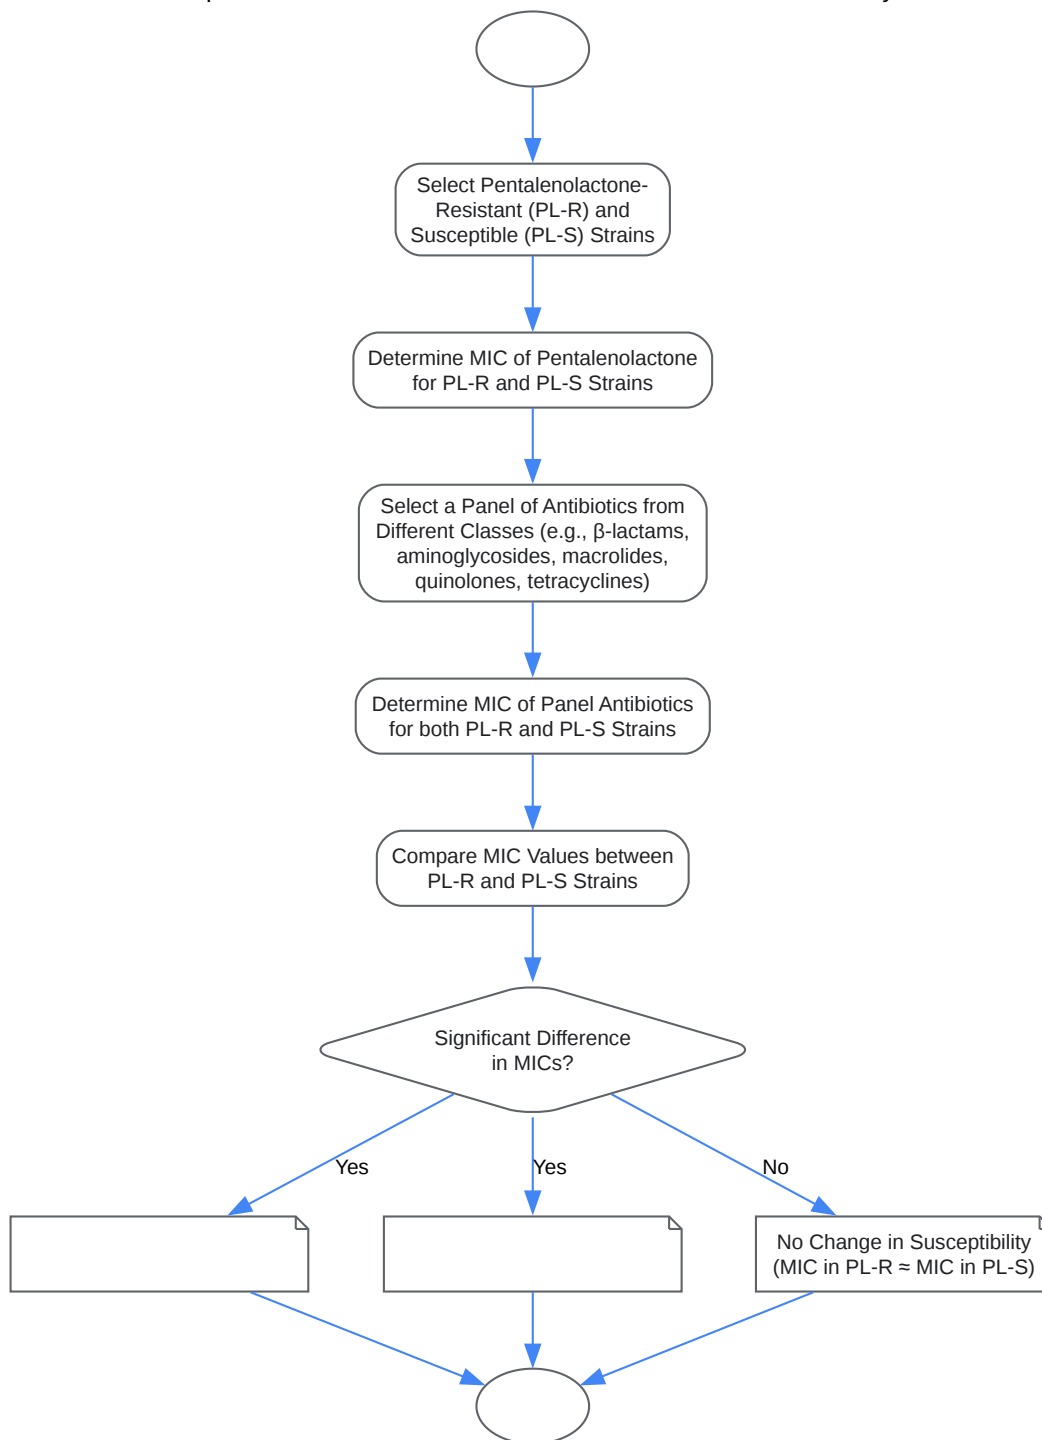 Select Pentalenolactone-
Resistant (PL-R) and
Susceptible (PL-S) Strains
Determine MIC of Pentalenolactone
for PL-R and PL-S Strains
Select a Panel of Antibiotics from
Different Classes (e.g., β-lactams,
aminoglycosides, macrolides,
quinolones, tetracyclines)
Determine MIC of Panel Antibiotics
for both PL-R and PL-S Strains
Compare MIC Values between
PL-R and PL-S Strains
Significant Difference
in MICs?
Yes
Yes
No
No Change in Susceptibility
(MIC in PL-R ≈ MIC in PL-S)